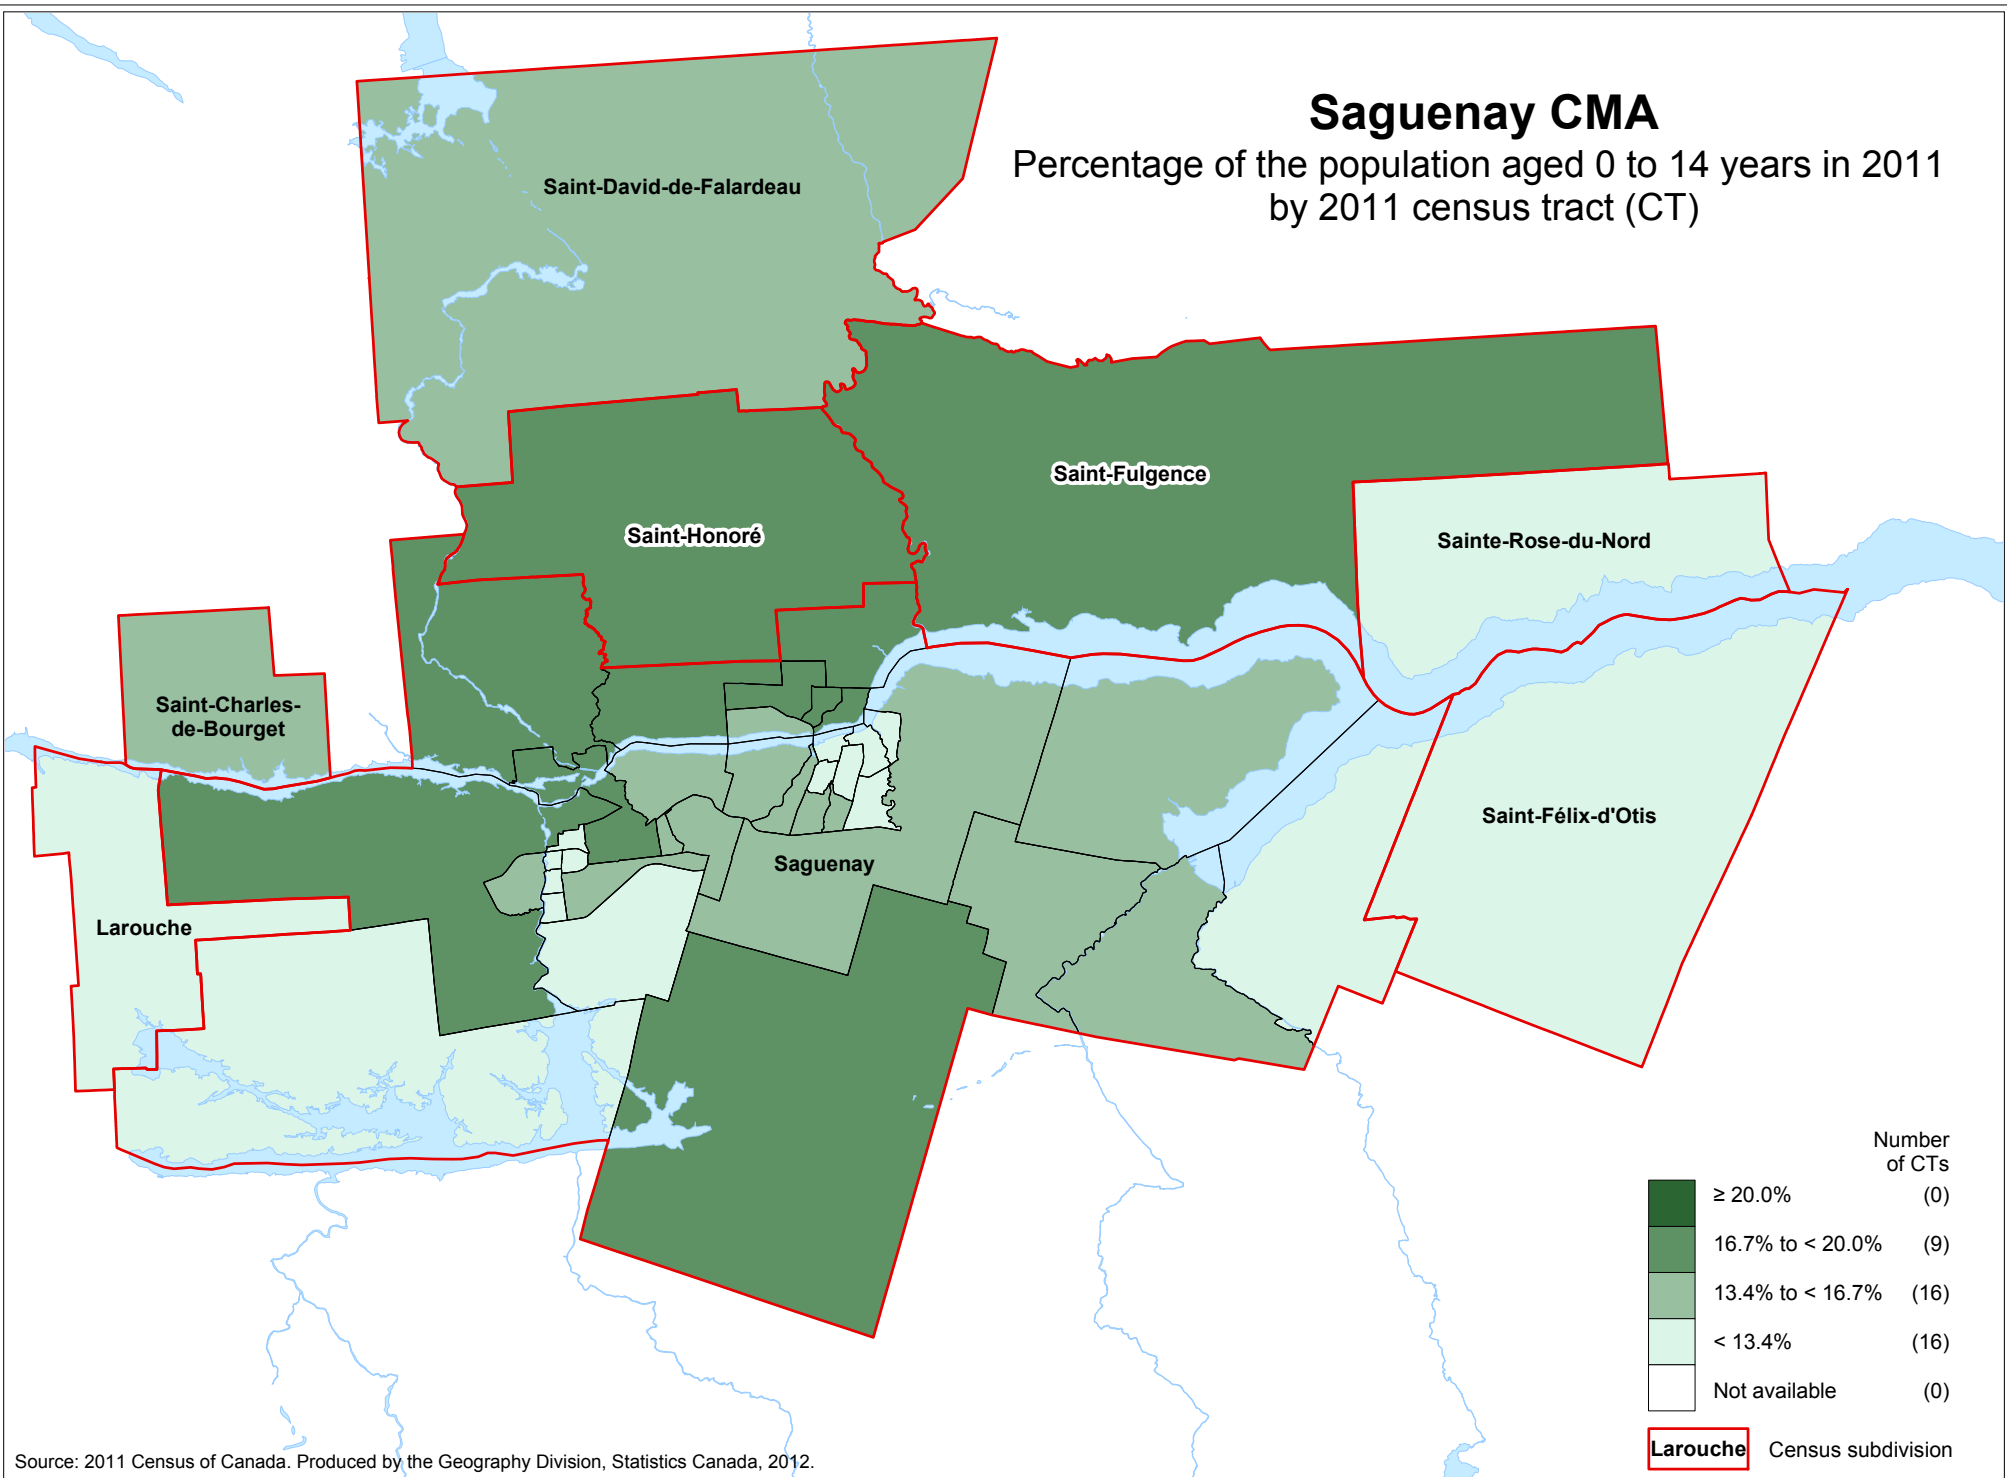 Saguenay CMA
Percentage of the population aged 0 to 14 years in 2011
by 2011 census tract (CT)
Saint-David-de-Falardeau
Saint-Fulgence
Saint-Honoré
Sainte-Rose-du-Nord
Saint-Charles-
de-Bourget
Saint-Félix-d'Otis
Saguenay
Larouche
Number
of CTs
≥ 20.0% (0)
16.7% to < 20.0% (9)
13.4% to < 16.7% (16)
< 13.4% (16)
Not available (0)
Larouche Census subdivision
Source: 2011 Census of Canada. Produced by the Geography Division, Statistics Canada, 2012.